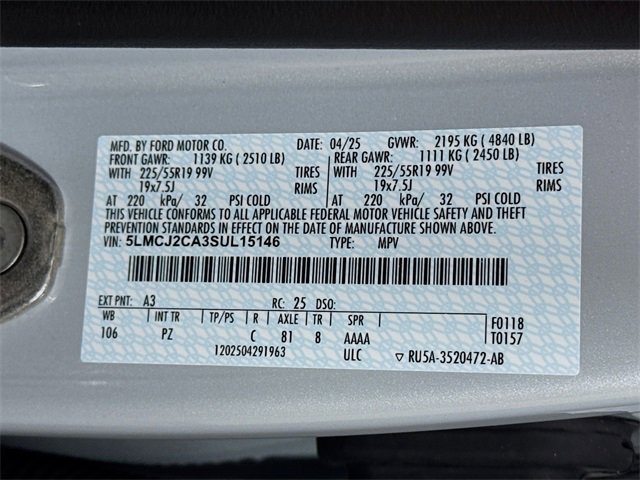 MFD. BY FORD MOTOR CO. DATE: 04/25 GVWR: 2195 KG ( 4840 LB)
FRONT GAWR: 1139 KG ( 2510 LB) REAR GAWR: 1111 KG ( 2450 LB)
WITH 225/55R19 99V TIRES WITH 225/55R19 99V TIRES
19x7.5J RIMS 19x7.5J RIMS
AT 220 kPa/ 32 PSI COLD AT 220 kPa/ 32 PSI COLD
THIS VEHICLE CONFORMS TO ALL APPLICABLE FEDERAL MOTOR VEHICLE SAFETY AND THEFT
PREVENTION STANDARDS IN EFFECT ON THE DATE OF MANUFACTURE SHOWN ABOVE.
VIN: 5LMCJ2CA3SUL15146 TYPE: MPV
EXT PNT: A3 RC: 25 DSO:
WB INT TR TP/PS R AXLE TR SPR F0118
106 PZ C 81 8 AAAA T0157
1202504291963 ULC ▽ RU5A-3520472-AB